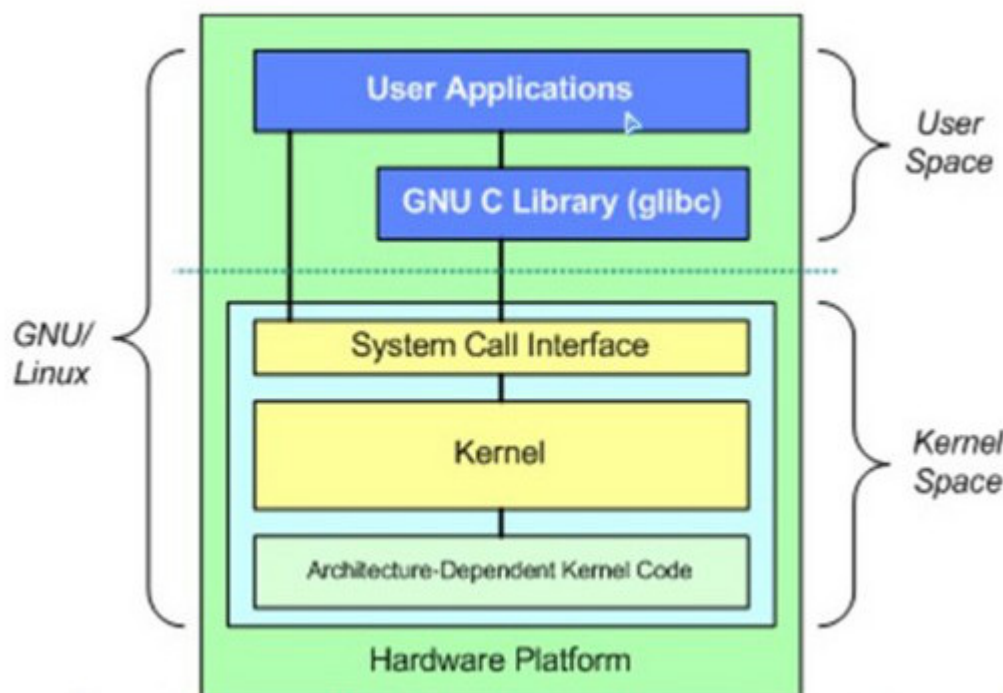 User Applications
User
Space
GNU C Library (glibc)
GNU/
Linux
System Call Interface
Kernel
Kernel
Space
Architecture-Dependent Kernel Code
Hardware Platform